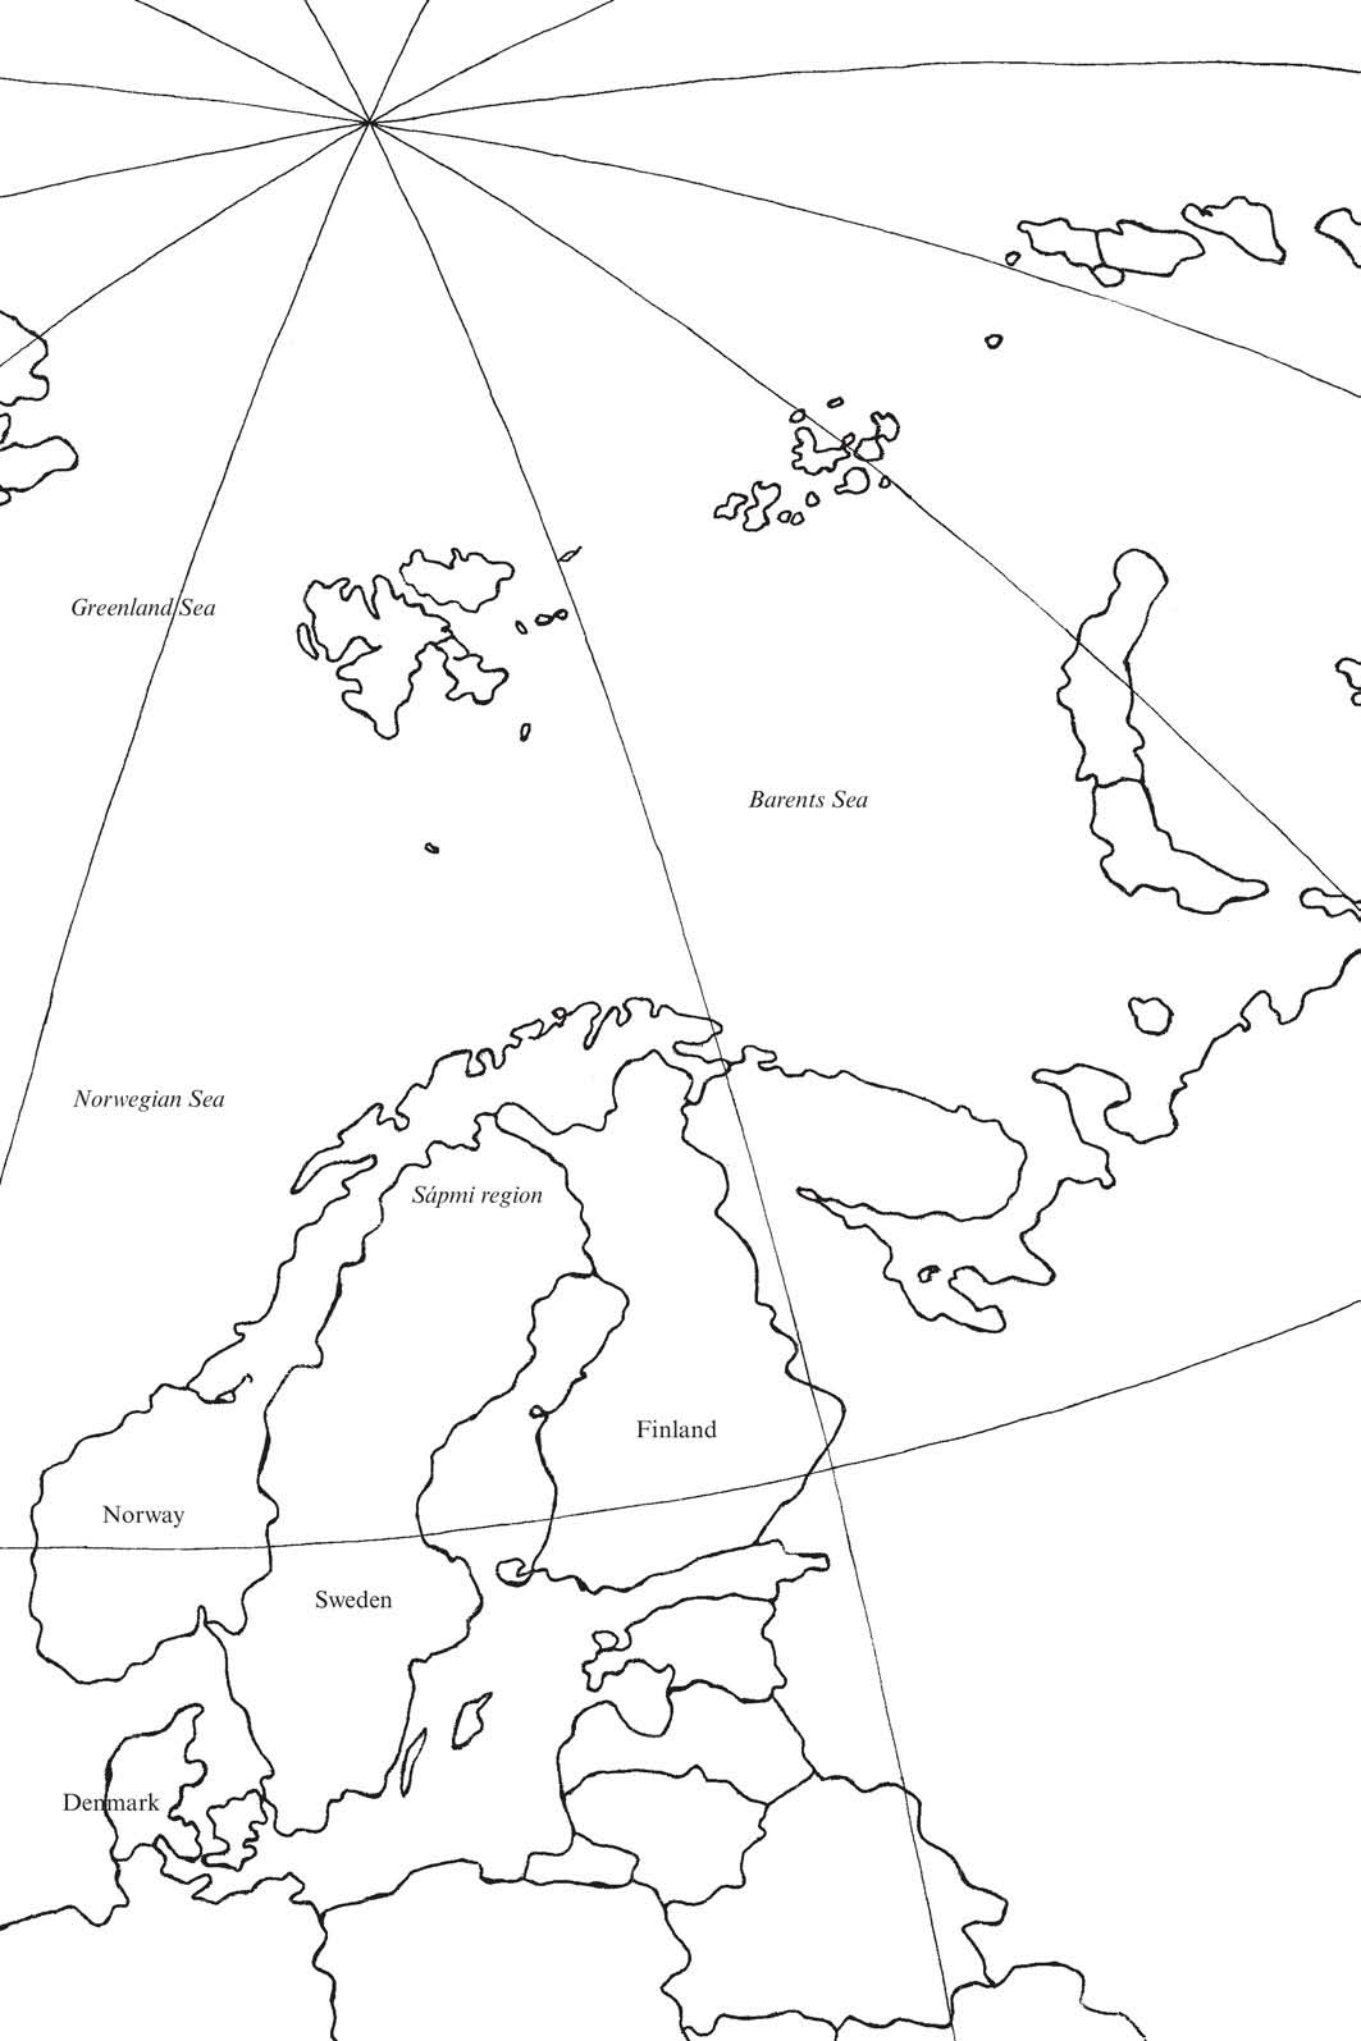 Greenland Sea
Barents Sea
Norwegian Sea
Sápmi region
Finland
Norway
Sweden
Denmark